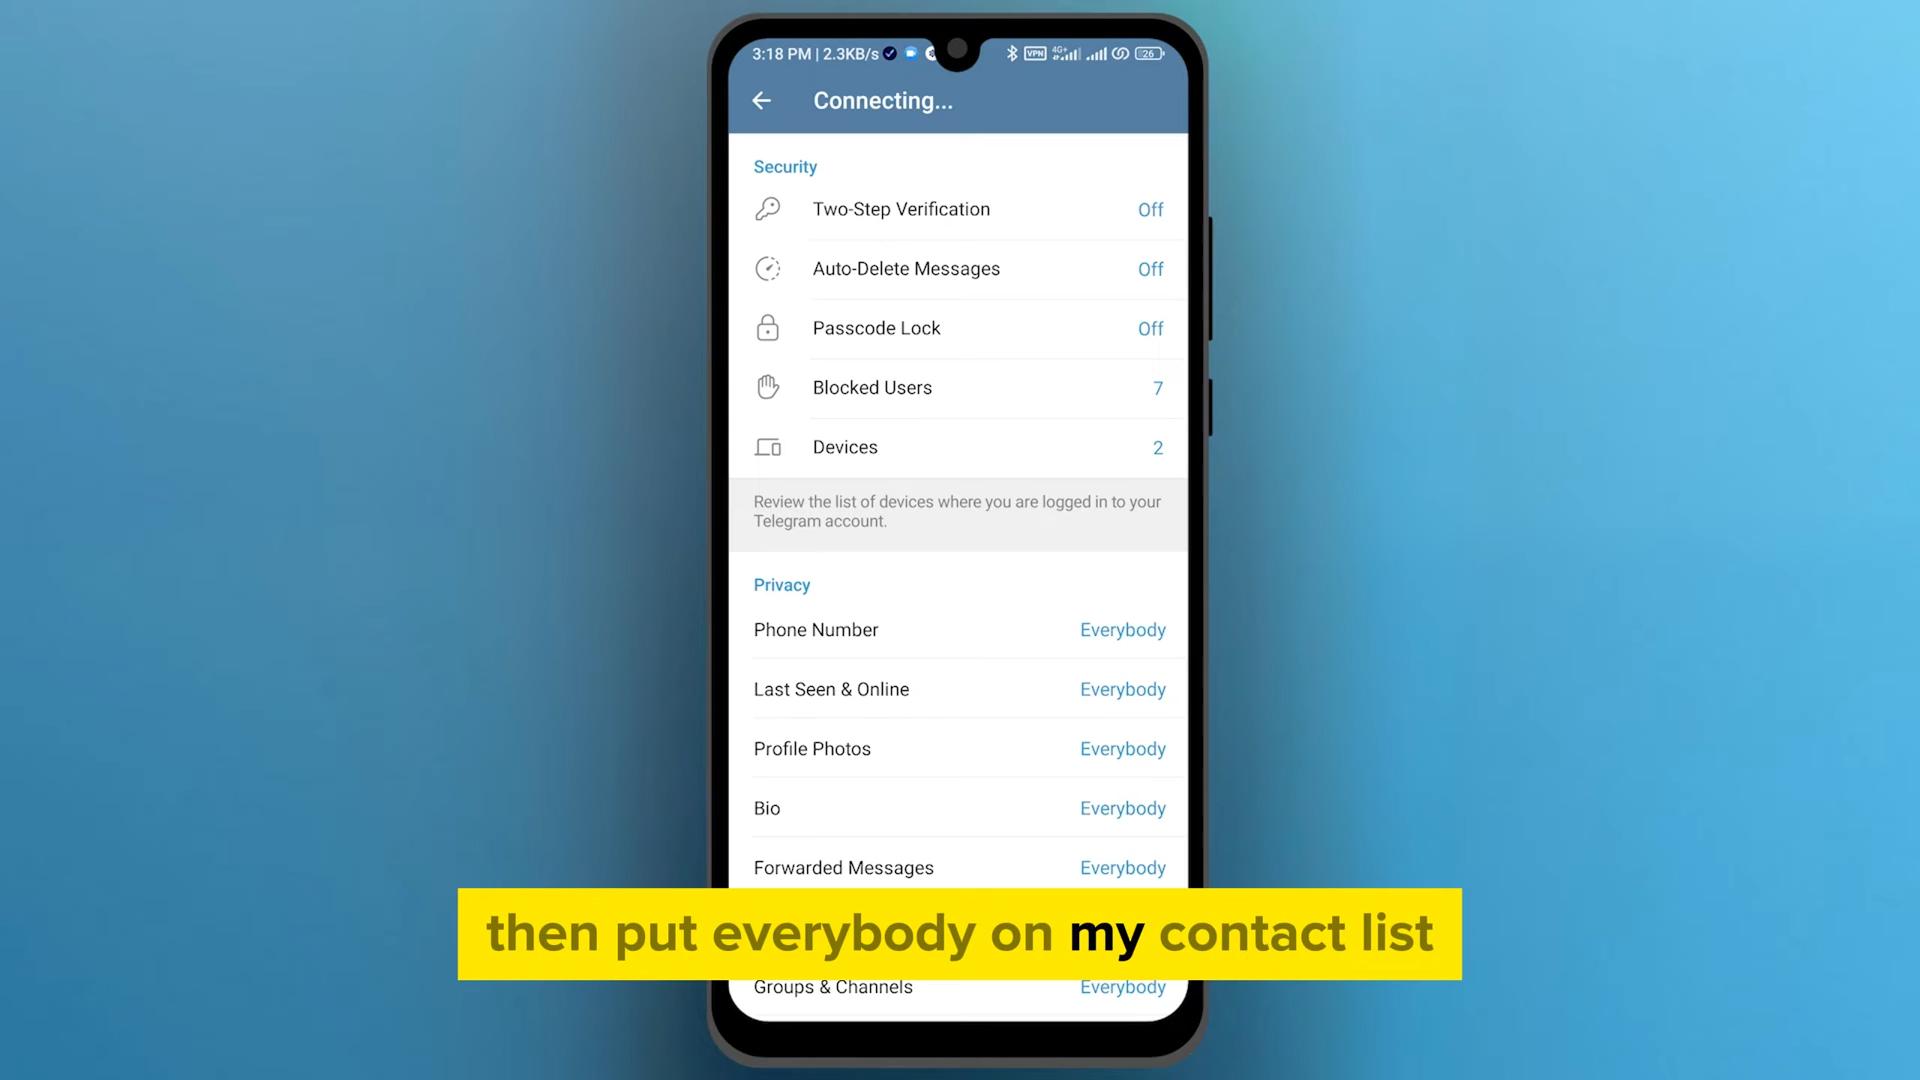 3:18 PM | 2.3KB/s VPN 4G+ 26
Connecting...
Security
Two-Step Verification Off
Auto-Delete Messages Off
Passcode Lock Off
Blocked Users 7
Devices 2
Review the list of devices where you are logged in to your
Telegram account.
Privacy
Phone Number Everybody
Last Seen & Online Everybody
Profile Photos Everybody
Bio Everybody
Forwarded Messages Everybody
then put everybody on my contact list
Groups & Channels Everybody